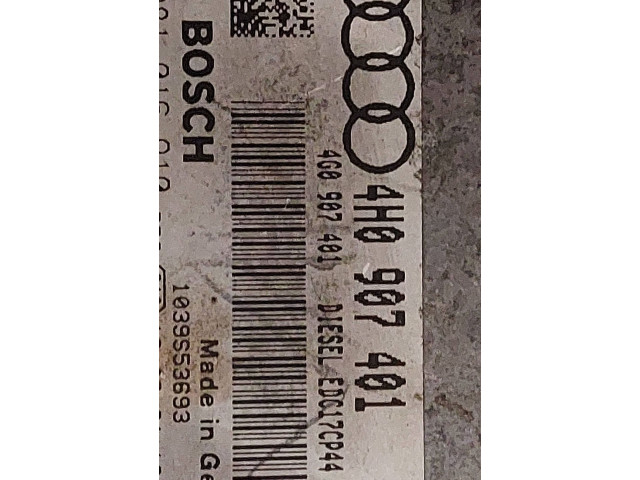 4H0 907 401
4G0 907 401 DIESEL EDC17CP44
BOSCH
Made in Ge
1039S53693